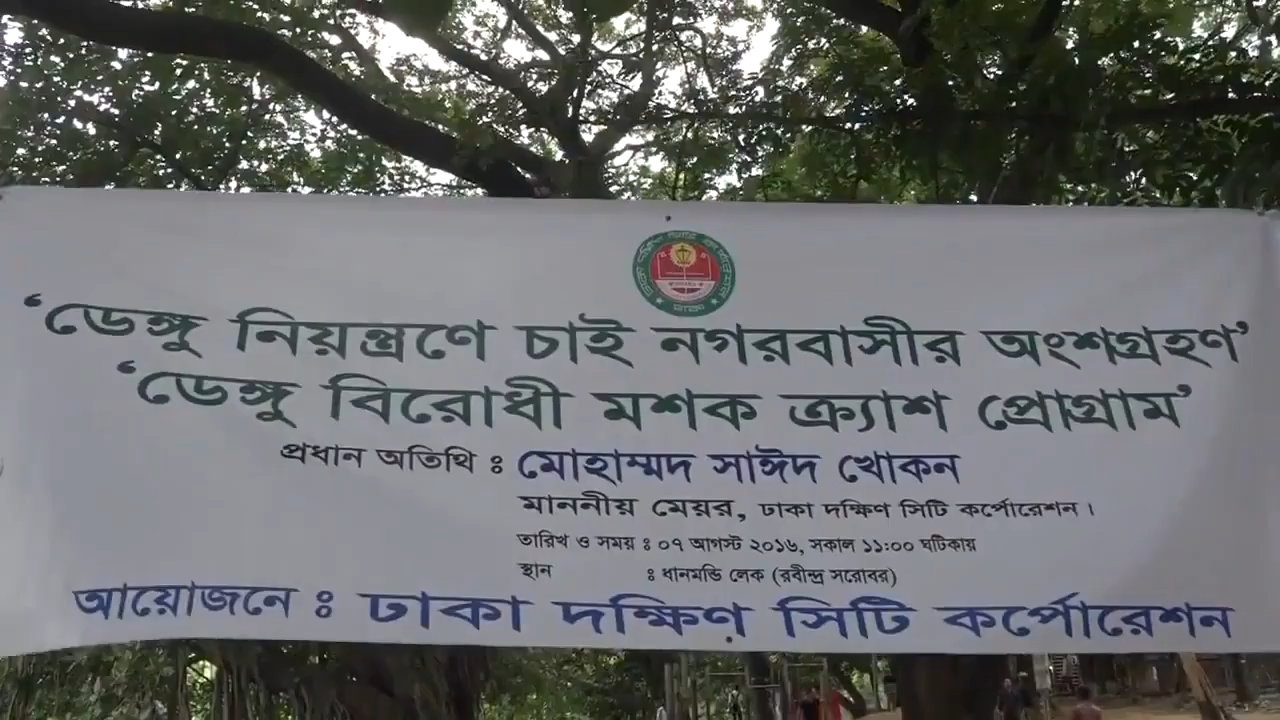 ‘ডেঙ্গু নিয়ন্ত্রণে চাই নগরবাসীর অংশগ্রহণ’
‘ডেঙ্গু বিরোধী মশক ক্র্যাশ প্রোগ্রাম’
প্রধান অতিথি ঃ মোহাম্মদ সাঈদ খোকন
মাননীয় মেয়র, ঢাকা দক্ষিণ সিটি কর্পোরেশন।
তারিখ ও সময় ঃ ০৭ আগস্ট ২০১৬, সকাল ১১:০০ ঘটিকায়
স্থান ঃ ধানমন্ডি লেক (রবীন্দ্র সরোবর)
আয়োজনে ঃ ঢাকা দক্ষিণ সিটি কর্পোরেশন